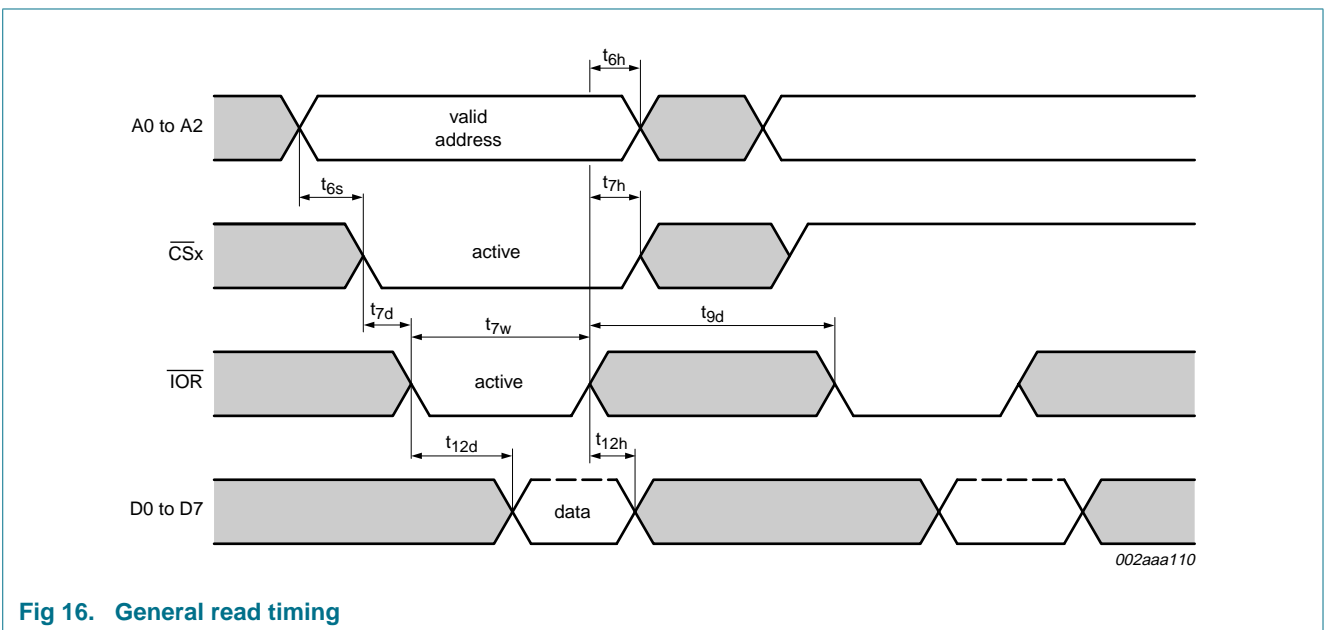 t6h
A0 to A2
valid
address
t6s
t7h
CSx
active
t7d
t7w
t9d
IOR
active
t12d
t12h
D0 to D7
data
002aaa110
Fig 16. General read timing